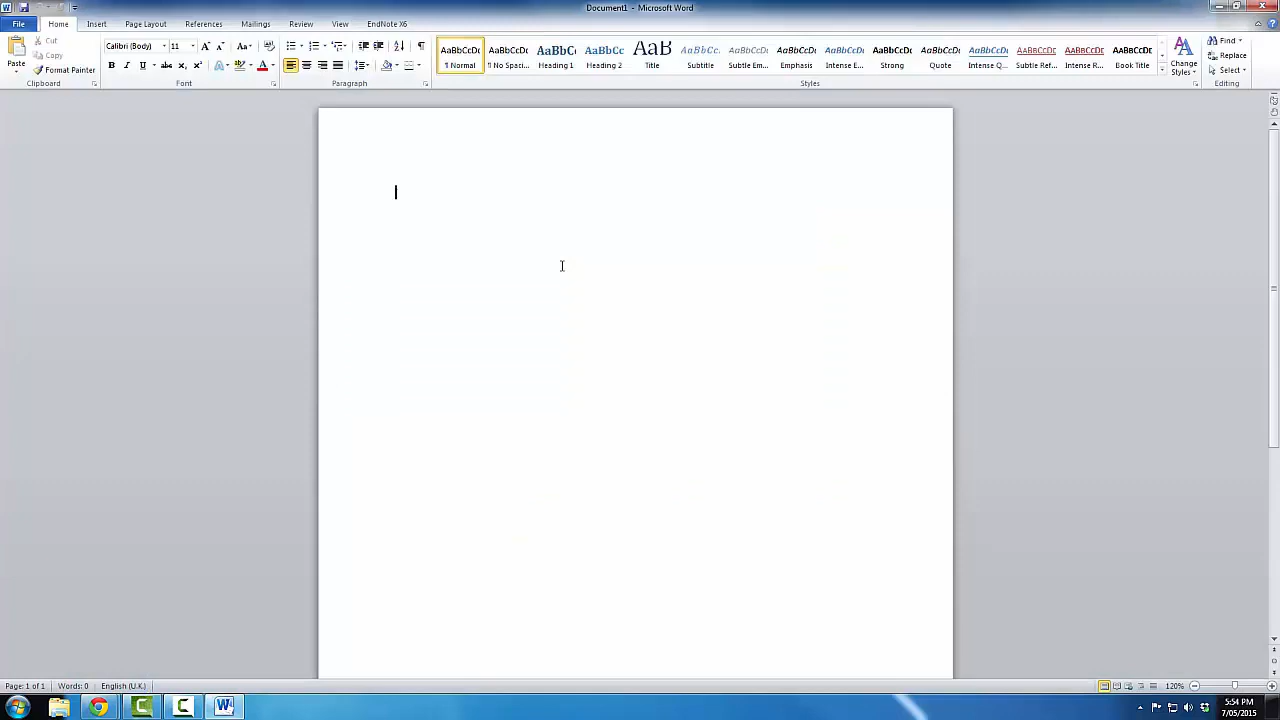 Document1 - Microsoft Word
File Home Insert Page Layout References Mailings Review View EndNote X6
Paste
Cut
Copy
Format Painter
Clipboard
Calibri (Body) 11
Font
Paragraph
AaBbCcDc AaBbCcDc AaBbC( AaBbCc AaB AaBbCc. AaBbCcDc AaBbCcDc AaBbCcDc AaBbCcDc AaBbCcDc AaBbCcDc AaBbCcDc AaBbCcDc AaBbCcDc
¶ Normal ¶ No Spaci... Heading 1 Heading 2 Title Subtitle Subtle Em... Emphasis Intense E... Strong Quote Intense Q... Subtle Ref... Intense R... Book Title
Styles
Change
Styles
Find
Replace
Select
Editing
Page: 1 of 1 Words: 0 English (U.K.)
120%
5:54 PM
7/05/2015